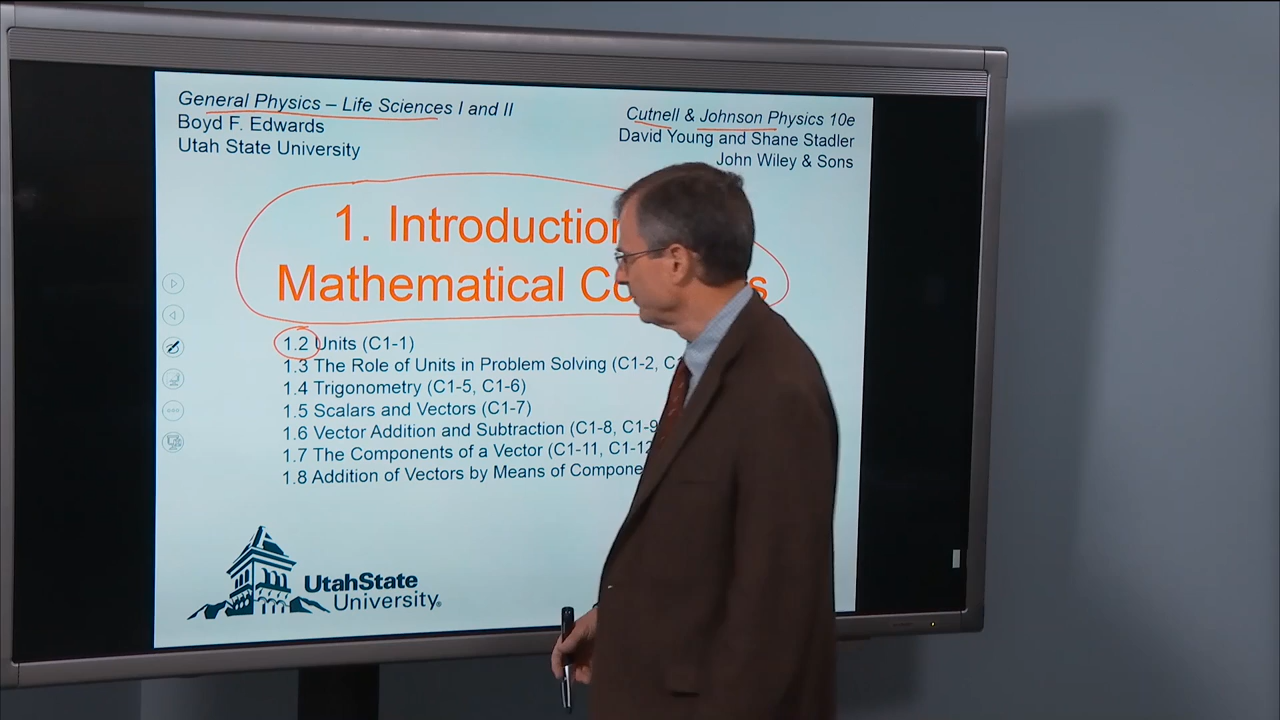 General Physics – Life Sciences I and II
Boyd F. Edwards
Utah State University
Cutnell & Johnson Physics 10e
David Young and Shane Stadler
John Wiley & Sons
1. Introduction
Mathematical Co s
1.2 Units (C1-1)
1.3 The Role of Units in Problem Solving (C1-2, C
1.4 Trigonometry (C1-5, C1-6)
1.5 Scalars and Vectors (C1-7)
1.6 Vector Addition and Subtraction (C1-8, C1-9
1.7 The Components of a Vector (C1-11, C1-12
1.8 Addition of Vectors by Means of Compone
UtahState
University